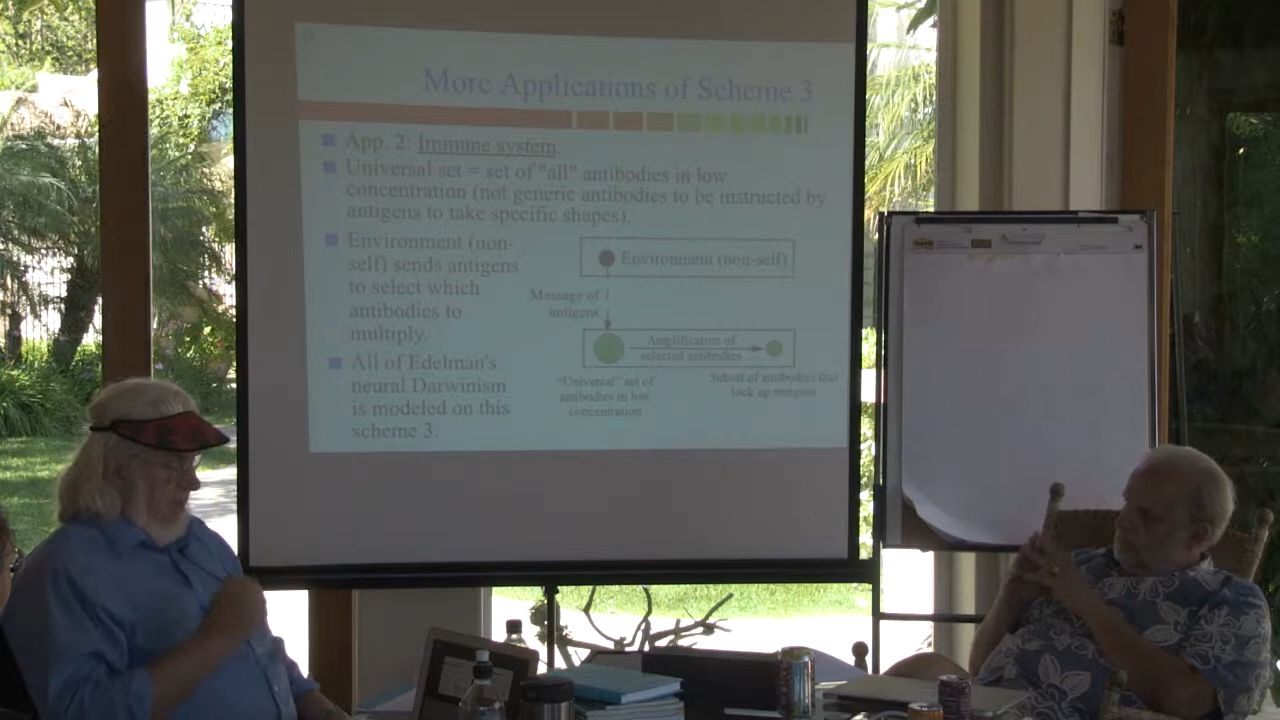 More Applications of Scheme 3
App. 2: Immune system.
Universal set = set of "all" antibodies in low
concentration (not generic antibodies to be instructed by
antigens to take specific shapes).
Environment (non-
self) sends antigens
to select which
antibodies to
multiply.
All of Edelman's
neural Darwinism
is modeled on this
scheme 3.
Environment (non-self)
Message of
antigens
Amplification of
selected antibodies
"Universal" set of
antibodies in low
concentration
Subset of antibodies that
lock up antigens